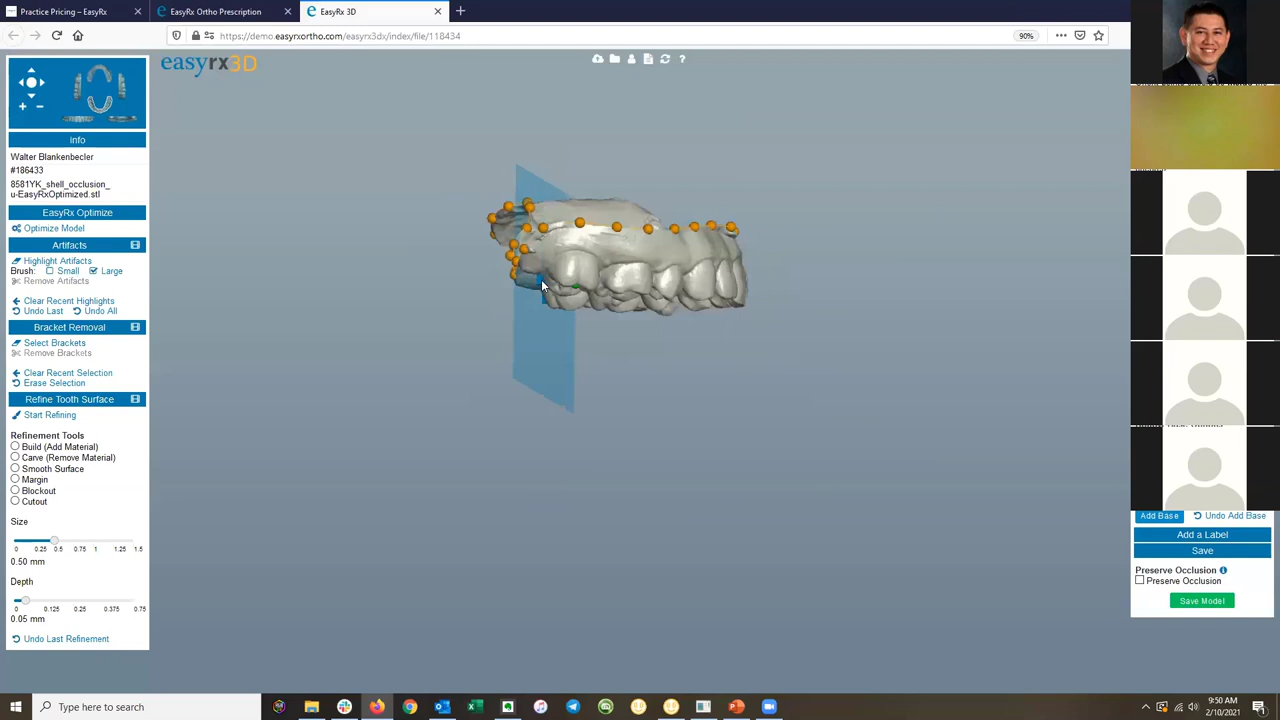 Practice Pricing – EasyRx
EasyRx Ortho Prescription
EasyRx 3D
https://demo.easyrxortho.com/easyrx3dx/index/file/118434
90%
easyrx3D
?
Info
Walter Blankenbecler
#186433
8581YK_shell_occlusion_
u-EasyRxOptimized.stl
EasyRx Optimize
Optimize Model
Artifacts
Highlight Artifacts
Brush: Small Large
Remove Artifacts
Clear Recent Highlights
Undo Last Undo All
Bracket Removal
Select Brackets
Remove Brackets
Clear Recent Selection
Erase Selection
Refine Tooth Surface
Start Refining
Refinement Tools
Build (Add Material)
Carve (Remove Material)
Smooth Surface
Margin
Blockout
Cutout
Size
0 0.25 0.5 0.75 1 1.25 1.5
0.50 mm
Depth
0 0.125 0.25 0.375 0.75
0.05 mm
Undo Last Refinement
Add Base Undo Add Base
Add a Label
Save
Preserve Occlusion
Preserve Occlusion
Save Model
Type here to search
9:50 AM
2/10/2021